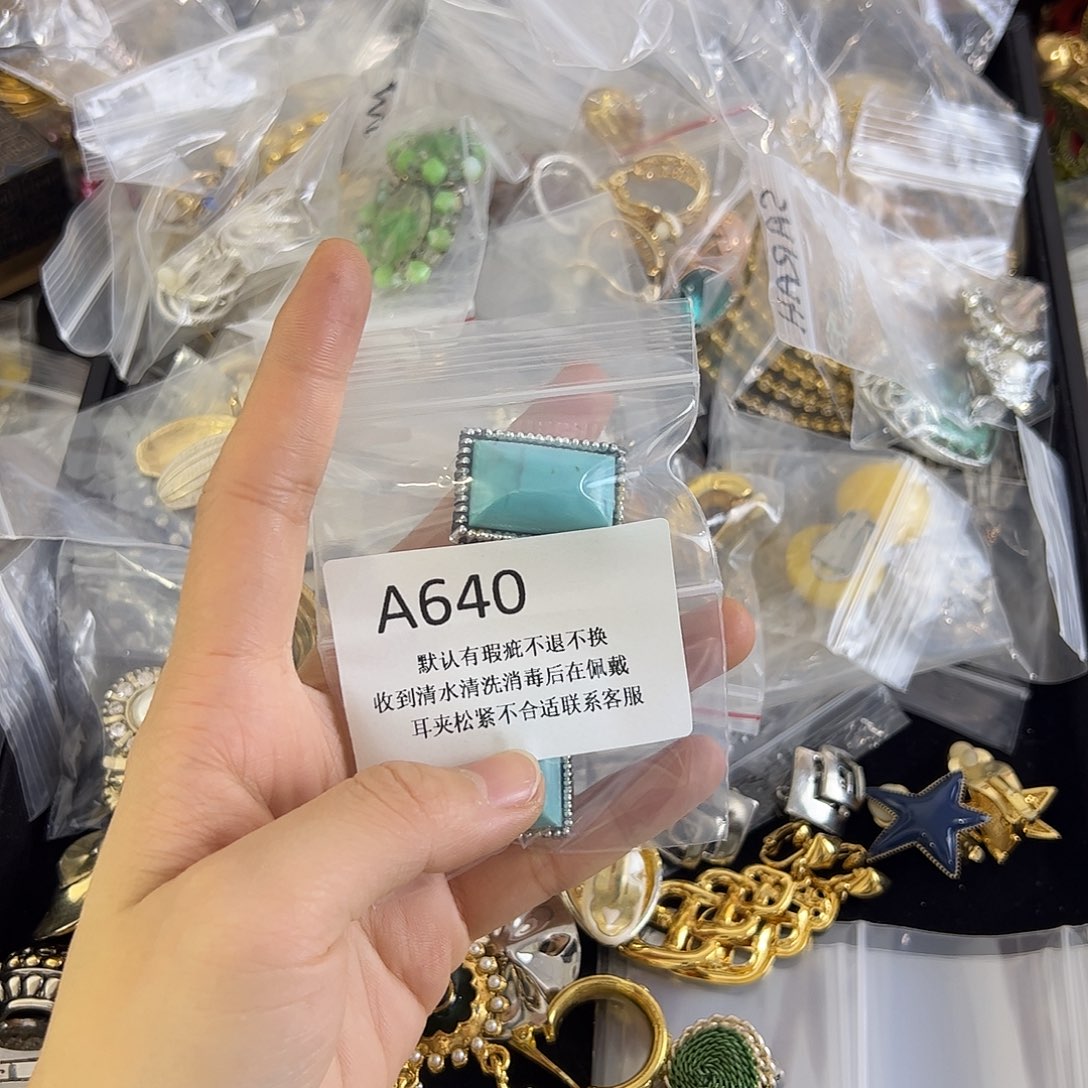 SARAH
A640
默认有瑕疵不退不换
收到清水清洗消毒后在佩戴
耳夹松紧不合适联系客服